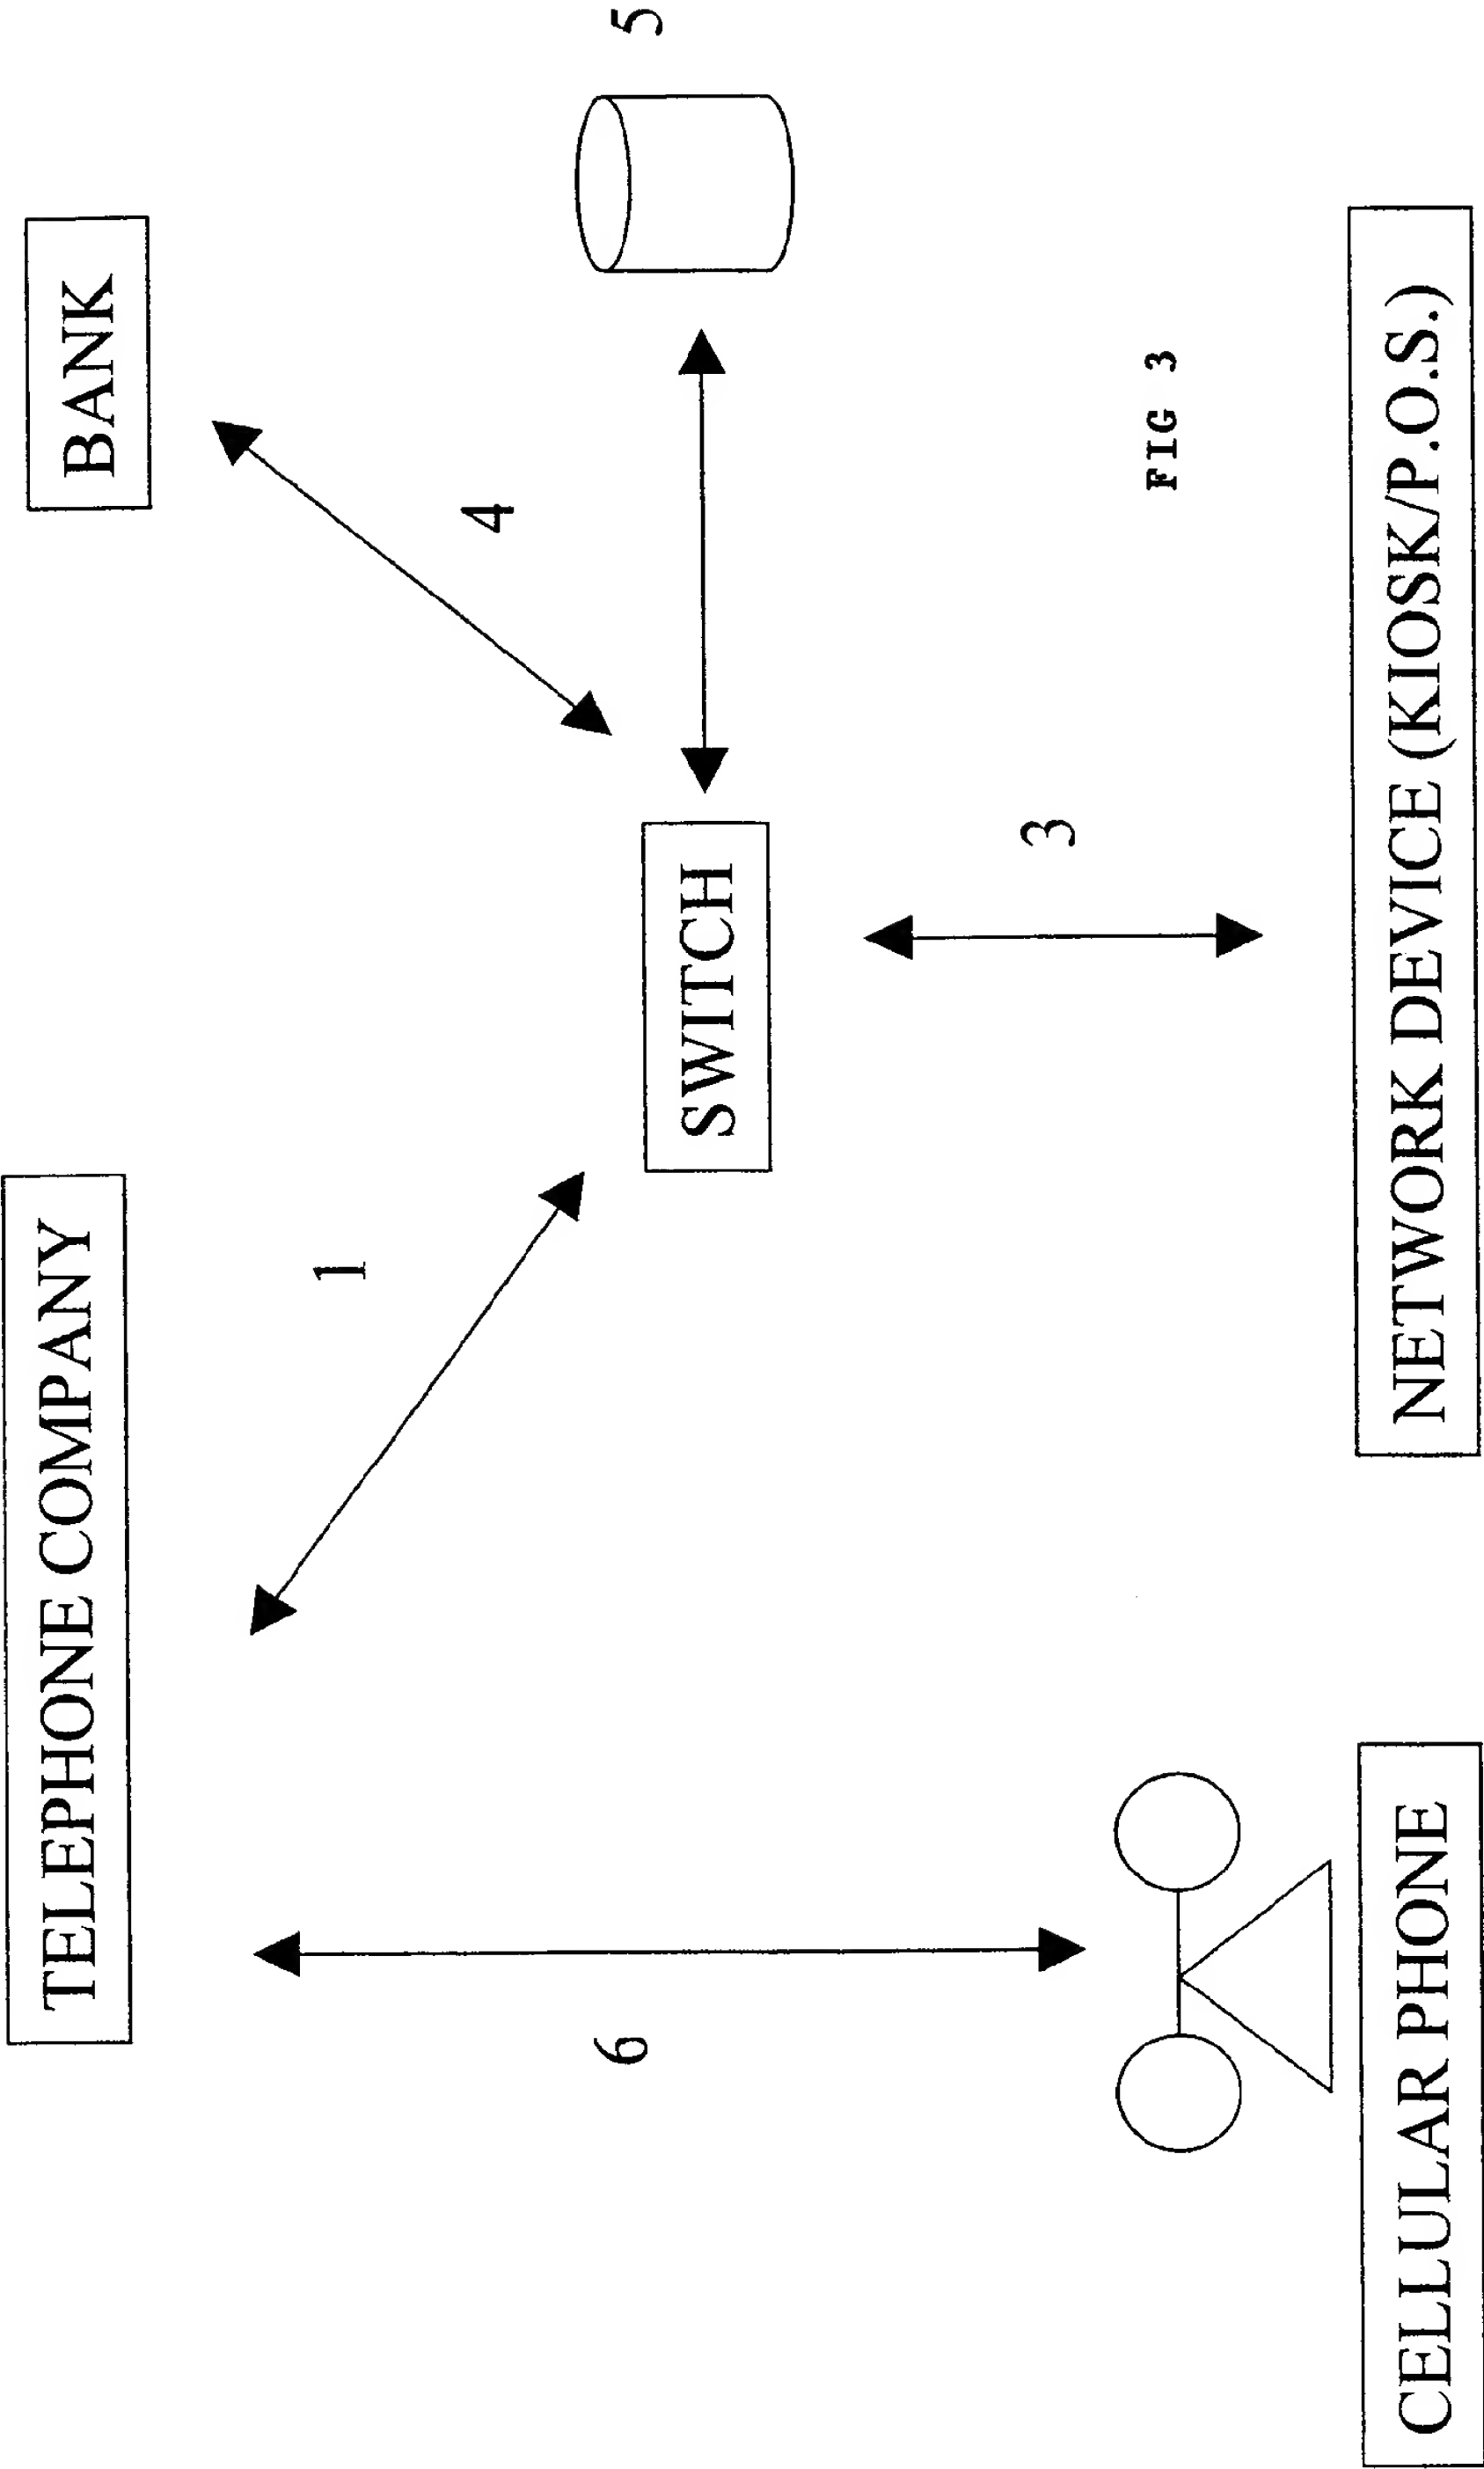 TELEPHONE COMPANY
BANK
1
4
5
6
SWITCH
3
FIG 3
CELLULAR PHONE
NETWORK DEVICE (KIOSK/P.O.S.)